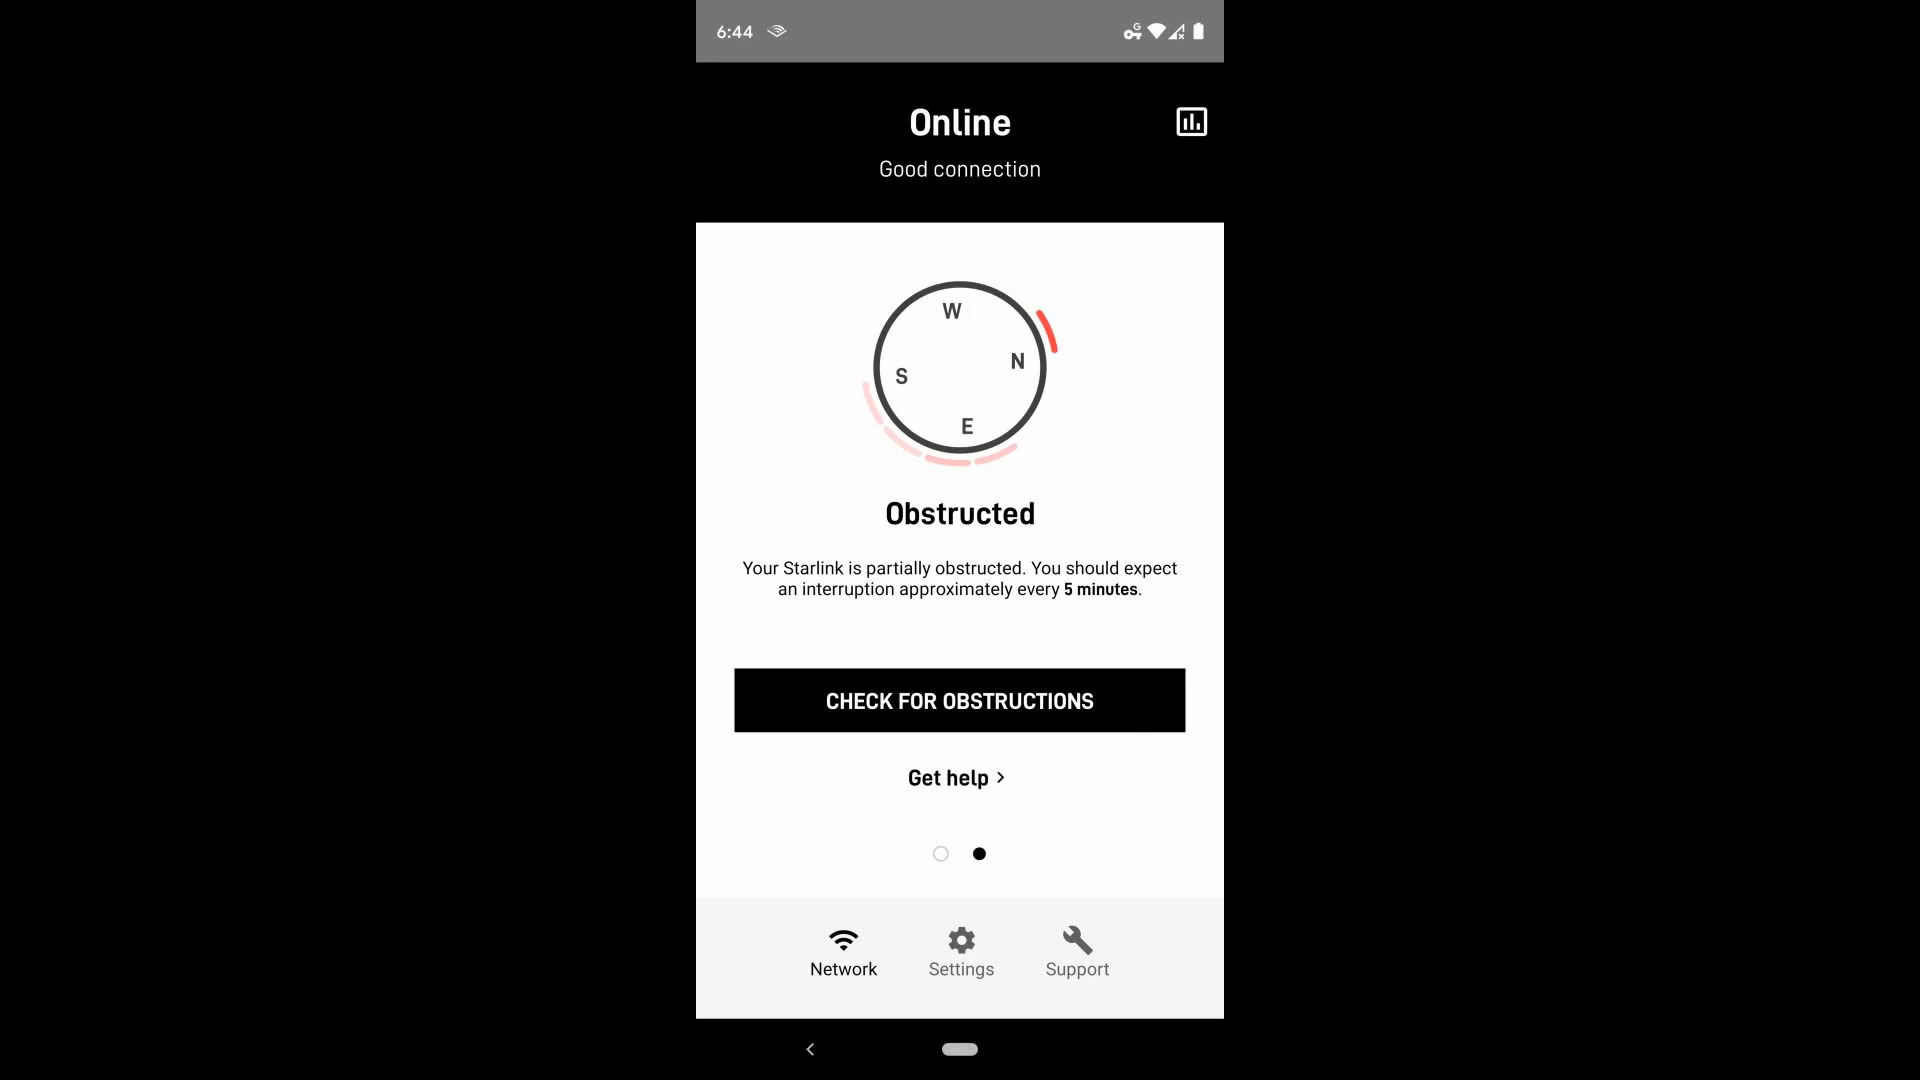 6:44
G
Online
Good connection
W
N
S
E
Obstructed
Your Starlink is partially obstructed. You should expect
an interruption approximately every 5 minutes.
CHECK FOR OBSTRUCTIONS
Get help
Network Settings Support